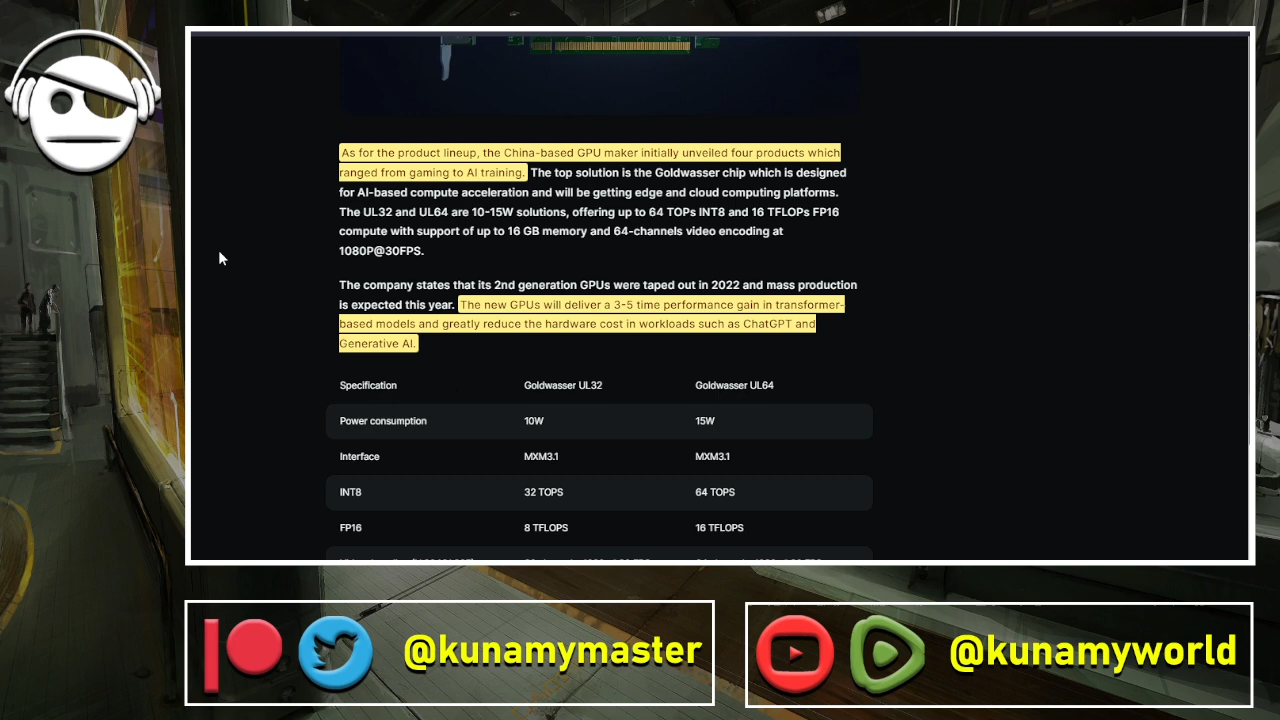 As for the product lineup, the China-based GPU maker initially unveiled four products which
ranged from gaming to AI training. The top solution is the Goldwasser chip which is designed
for AI-based compute acceleration and will be getting edge and cloud computing platforms.
The UL32 and UL64 are 10-15W solutions, offering up to 64 TOPs INT8 and 16 TFLOPs FP16
compute with support of up to 16 GB memory and 64-channels video encoding at
1080P@30FPS.
The company states that its 2nd generation GPUs were taped out in 2022 and mass production
is expected this year. The new GPUs will deliver a 3-5 time performance gain in transformer-
based models and greatly reduce the hardware cost in workloads such as ChatGPT and
Generative AI.
Specification Goldwasser UL32 Goldwasser UL64
Power consumption 10W 15W
Interface MXM3.1 MXM3.1
INT8 32 TOPS 64 TOPS
FP16 8 TFLOPS 16 TFLOPS
@kunamymaster
@kunamyworld